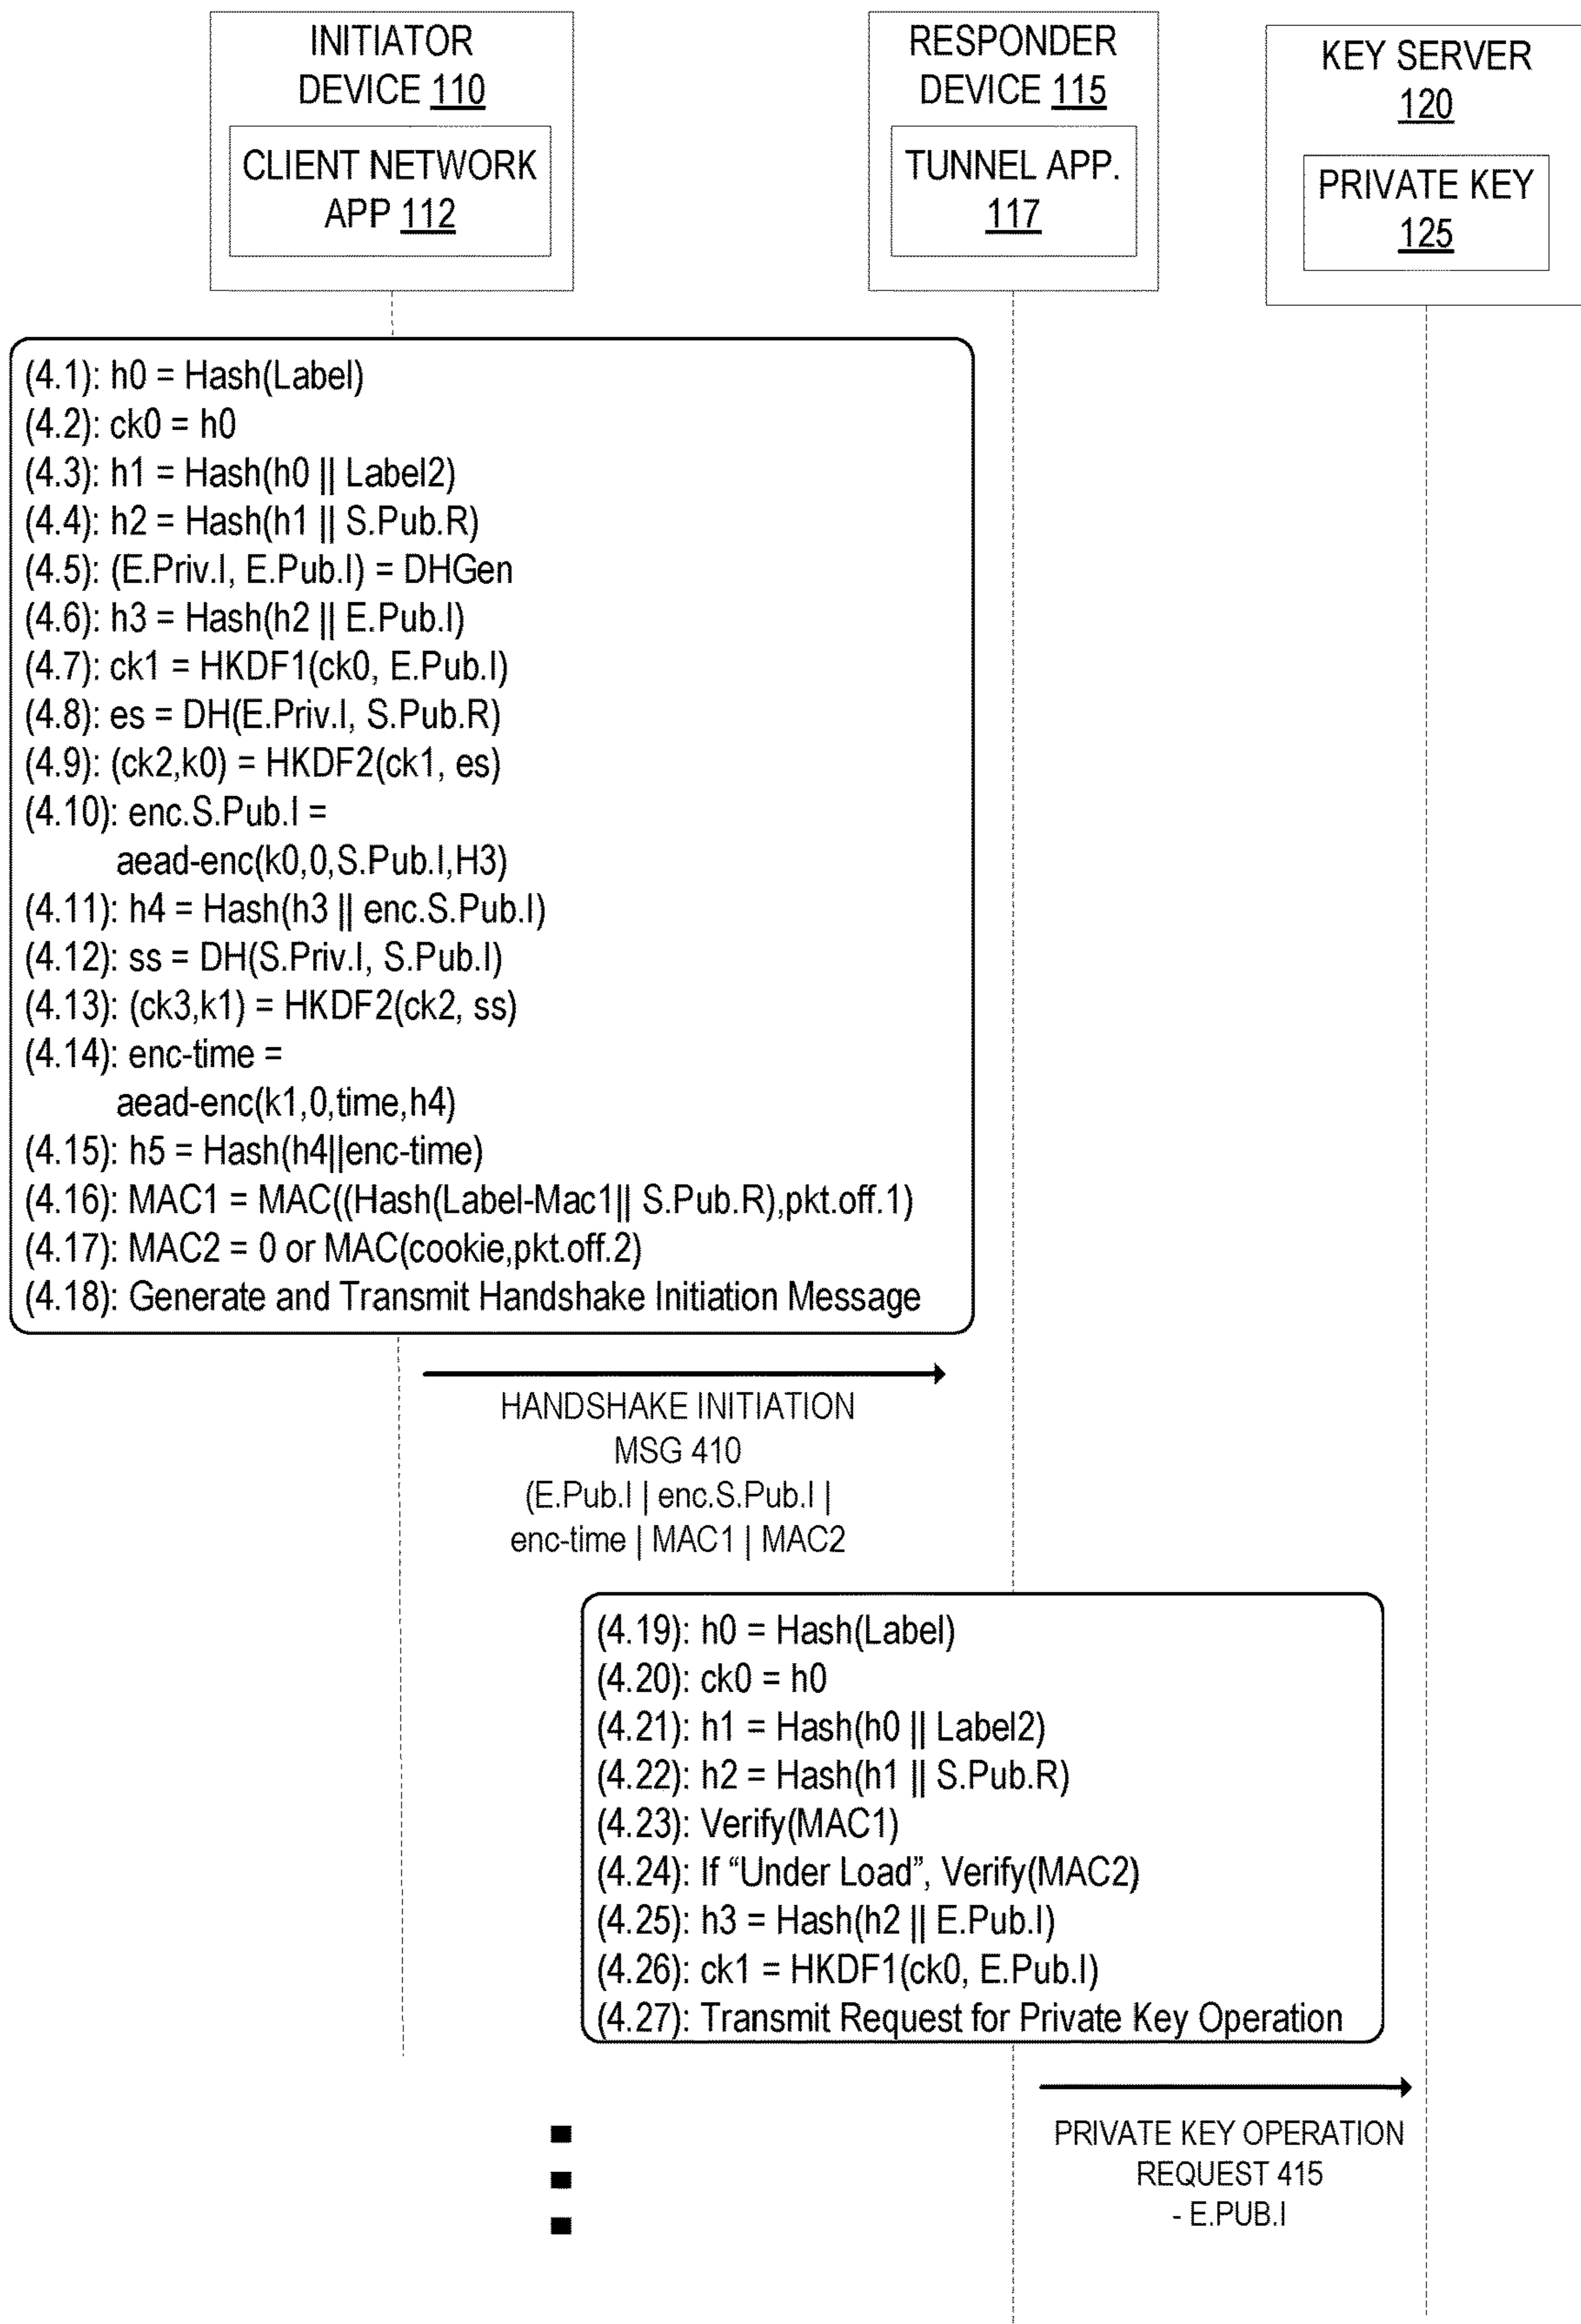 INITIATOR
DEVICE 110
CLIENT NETWORK
APP 112
RESPONDER
DEVICE 115
TUNNEL APP.
117
KEY SERVER
120
PRIVATE KEY
125
(4.1): h0 = Hash(Label)
(4.2): ck0 = h0
(4.3): h1 = Hash(h0 || Label2)
(4.4): h2 = Hash(h1 || S.Pub.R)
(4.5): (E.Priv.I, E.Pub.I) = DHGen
(4.6): h3 = Hash(h2 || E.Pub.I)
(4.7): ck1 = HKDF1(ck0, E.Pub.I)
(4.8): es = DH(E.Priv.I, S.Pub.R)
(4.9): (ck2,k0) = HKDF2(ck1, es)
(4.10): enc.S.Pub.I =
aead-enc(k0,0,S.Pub.I,H3)
(4.11): h4 = Hash(h3 || enc.S.Pub.I)
(4.12): ss = DH(S.Priv.I, S.Pub.I)
(4.13): (ck3,k1) = HKDF2(ck2, ss)
(4.14): enc-time =
aead-enc(k1,0,time,h4)
(4.15): h5 = Hash(h4||enc-time)
(4.16): MAC1 = MAC((Hash(Label-Mac1|| S.Pub.R),pkt.off.1)
(4.17): MAC2 = 0 or MAC(cookie,pkt.off.2)
(4.18): Generate and Transmit Handshake Initiation Message
HANDSHAKE INITIATION
MSG 410
(E.Pub.I | enc.S.Pub.I |
enc-time | MAC1 | MAC2
(4.19): h0 = Hash(Label)
(4.20): ck0 = h0
(4.21): h1 = Hash(h0 || Label2)
(4.22): h2 = Hash(h1 || S.Pub.R)
(4.23): Verify(MAC1)
(4.24): If “Under Load”, Verify(MAC2)
(4.25): h3 = Hash(h2 || E.Pub.I)
(4.26): ck1 = HKDF1(ck0, E.Pub.I)
(4.27): Transmit Request for Private Key Operation
PRIVATE KEY OPERATION
REQUEST 415
- E.PUB.I